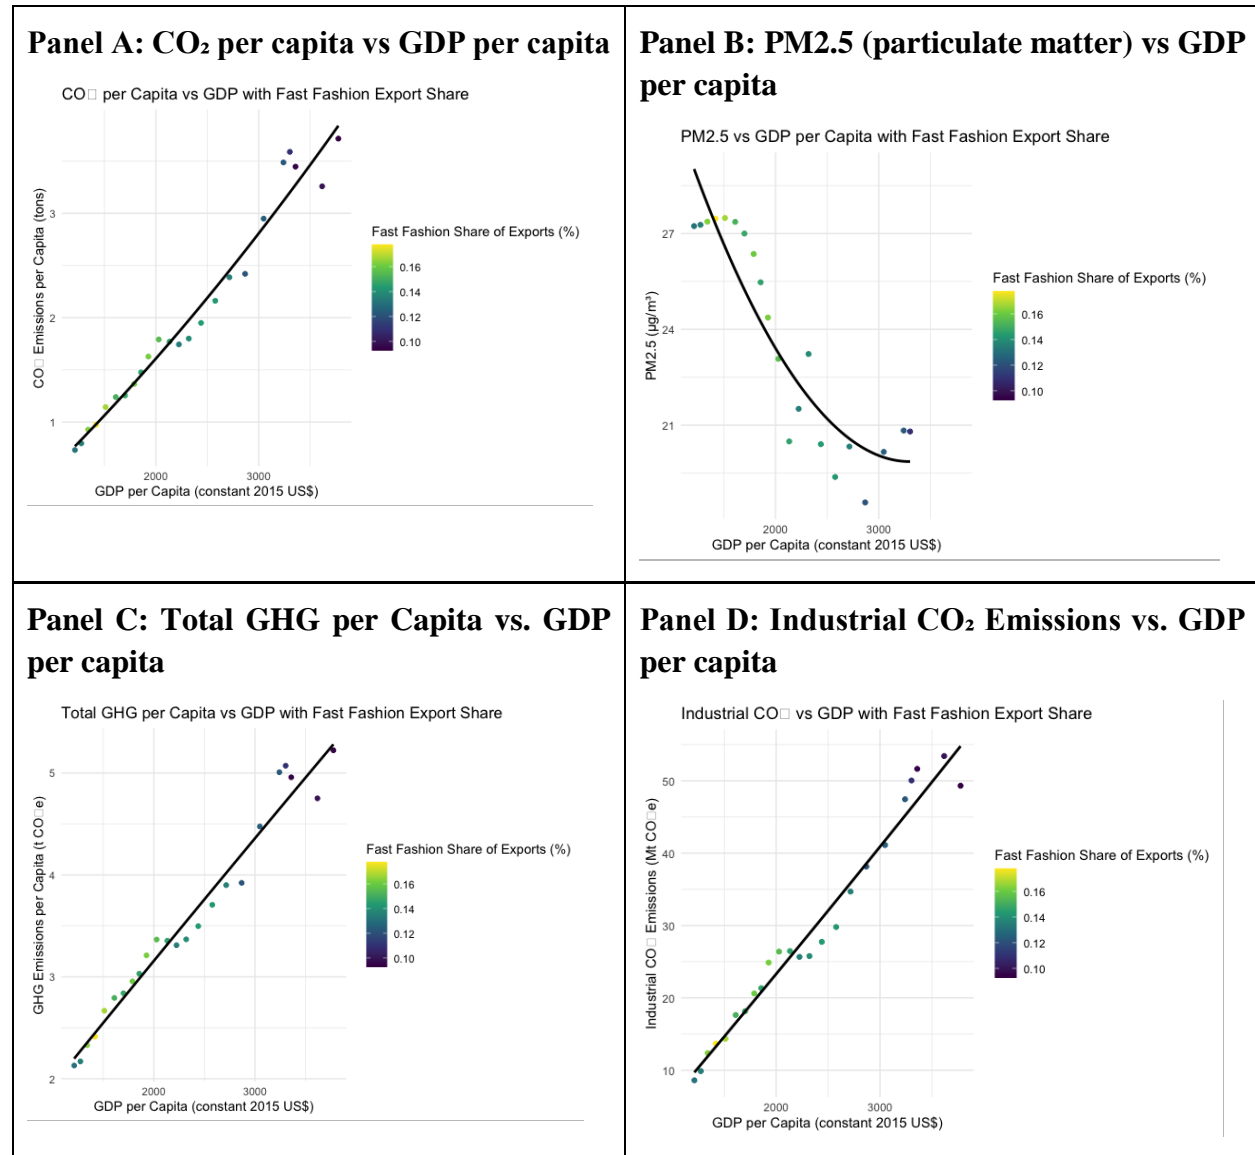 Panel A: CO₂ per capita vs GDP per capita
CO□ per Capita vs GDP with Fast Fashion Export Share
CO□ Emissions per Capita (tons)
3
2
1
2000
3000
GDP per Capita (constant 2015 US$)
Fast Fashion Share of Exports (%)
0.16
0.14
0.12
0.10
Panel B: PM2.5 (particulate matter) vs GDP
per capita
PM2.5 vs GDP per Capita with Fast Fashion Export Share
PM2.5 (µg/m³)
27
24
21
2000
3000
GDP per Capita (constant 2015 US$)
Fast Fashion Share of Exports (%)
0.16
0.14
0.12
0.10
Panel C: Total GHG per Capita vs. GDP
per capita
Total GHG per Capita vs GDP with Fast Fashion Export Share
GHG Emissions per Capita (t CO□e)
5
4
3
2
2000
3000
GDP per Capita (constant 2015 US$)
Fast Fashion Share of Exports (%)
0.16
0.14
0.12
0.10
Panel D: Industrial CO₂ Emissions vs. GDP
per capita
Industrial CO□ vs GDP with Fast Fashion Export Share
Industrial CO□ Emissions (Mt CO□e)
50
40
30
20
10
2000
3000
GDP per Capita (constant 2015 US$)
Fast Fashion Share of Exports (%)
0.16
0.14
0.12
0.10